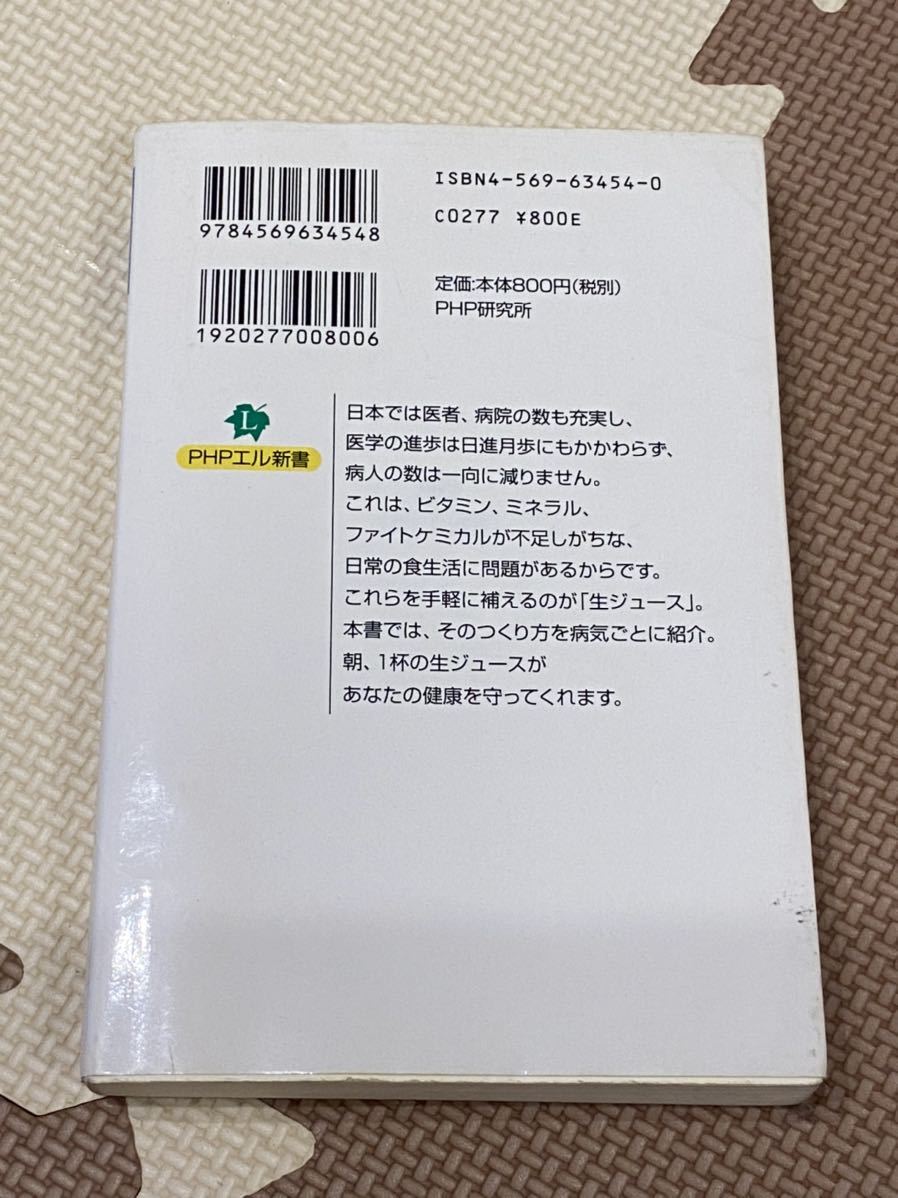 ISBN4-569-63454-0
9784569634548
C0277 ¥800E
1920277008006
定価:本体800円(税別)
PHP研究所
L
PHPエル新書
日本では医者、病院の数も充実し、
医学の進歩は日進月歩にもかかわらず、
病人の数は一向に減りません。
これは、ビタミン、ミネラル、
ファイトケミカルが不足しがちな、
日常の食生活に問題があるからです。
これらを手軽に補えるのが「生ジュース」。
本書では、そのつくり方を病気ごとに紹介。
朝、1杯の生ジュースが
あなたの健康を守ってくれます。